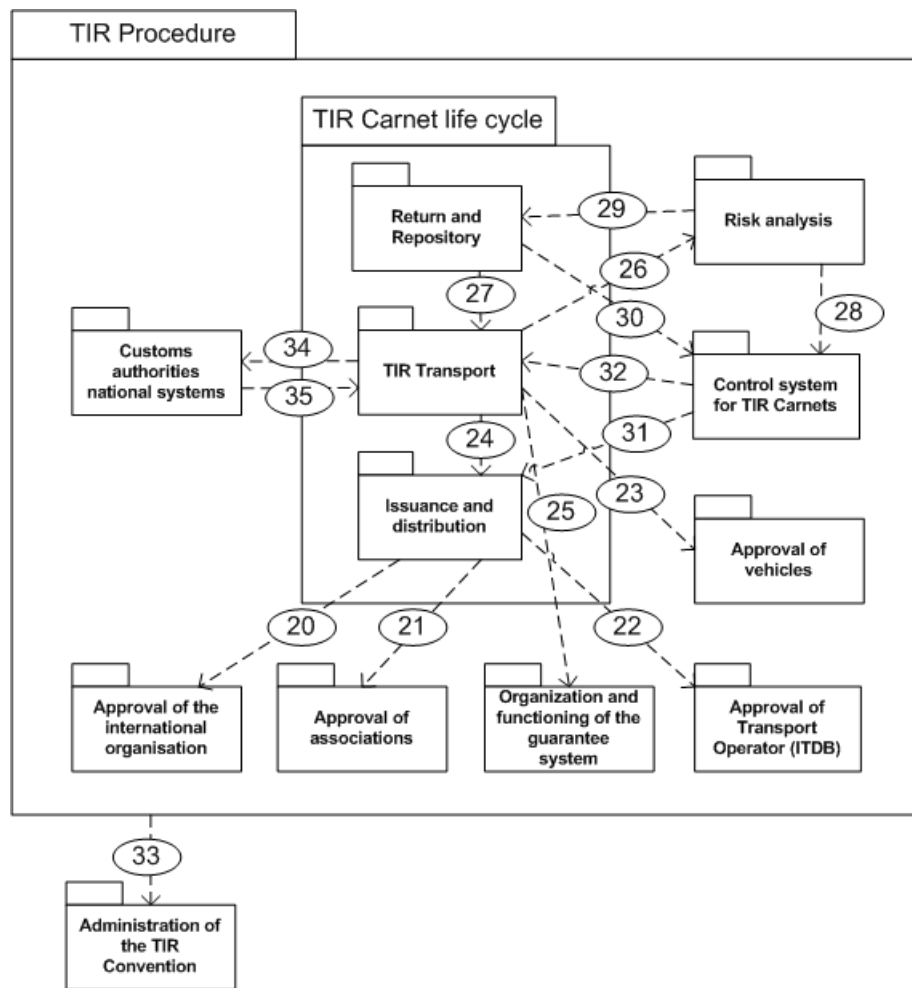 TIR Procedure
TIR Carnet life cycle
Return and
Repository
29
Risk analysis
26
27
30
28
Customs
authorities
national systems
34
35
TIR Transport
32
Control system
for TIR Carnets
24
31
Issuance and
distribution
25
23
Approval of
vehicles
20
21
22
Approval of the
international
organisation
Approval of
associations
Organization and
functioning of the
guarantee
system
Approval of
Transport
Operator (ITDB)
33
Administration of
the TIR
Convention